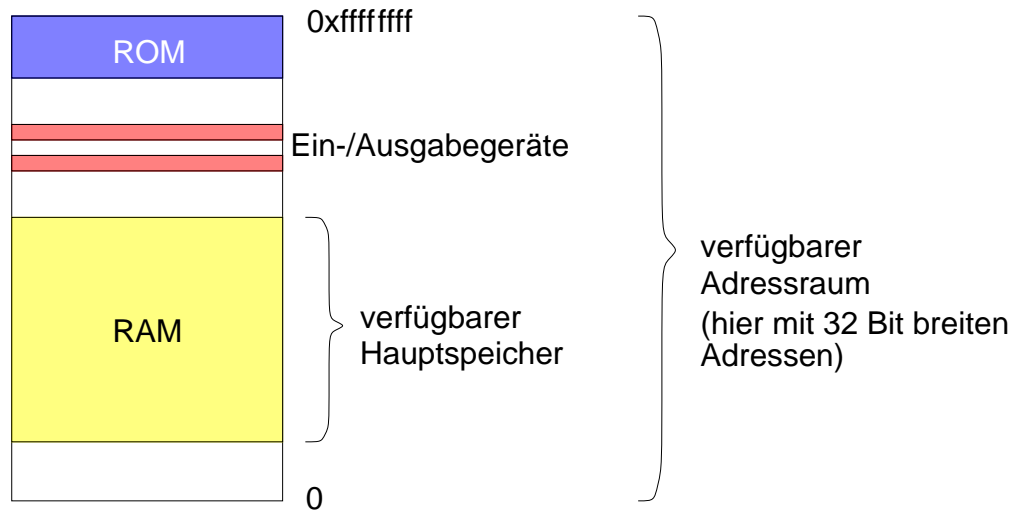 0xffffffff
ROM
Ein-/Ausgabegeräte
RAM
verfügbarer
Hauptspeicher
verfügbarer
Adressraum
(hier mit 32 Bit breiten
Adressen)
0